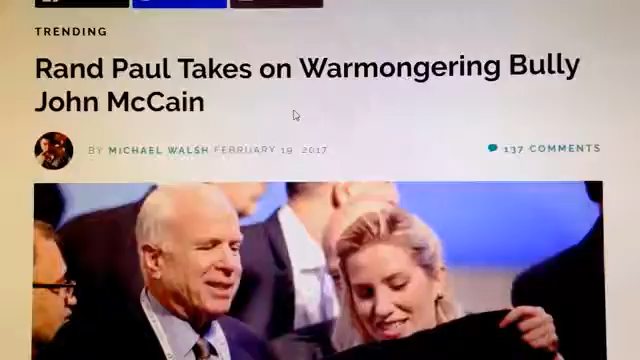 TRENDING
Rand Paul Takes on Warmongering Bully
John McCain
BY MICHAEL WALSH FEBRUARY 19, 2017
137 COMMENTS